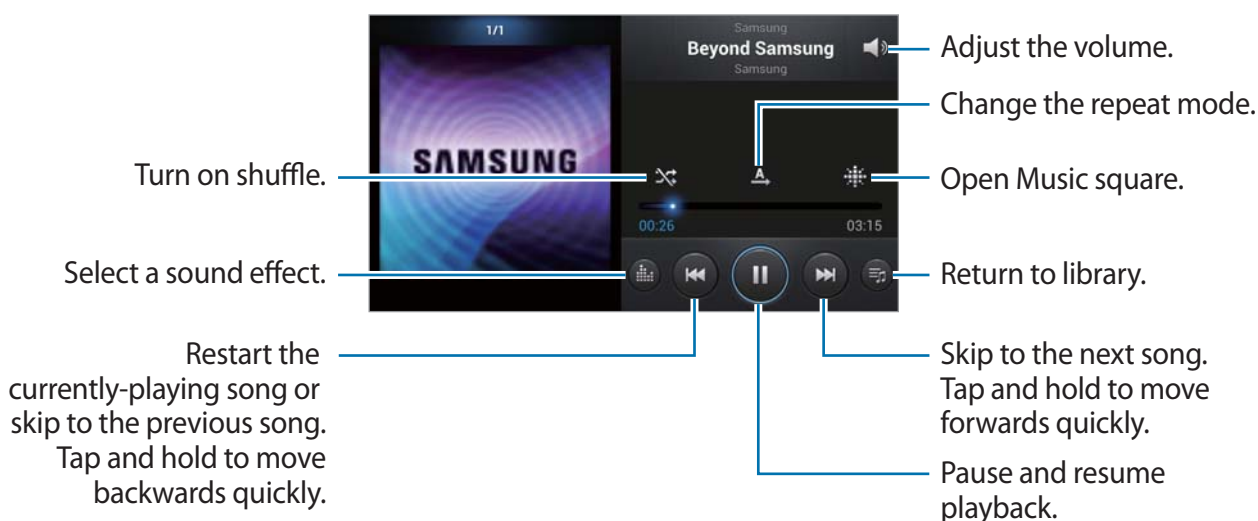 1/1
Samsung
Beyond Samsung
Samsung
Adjust the volume.
Change the repeat mode.
SAMSUNG
A
Turn on shuffle.
Open Music square.
00:26
03:15
Select a sound effect.
Return to library.
Restart the
currently-playing song or
skip to the previous song.
Tap and hold to move
backwards quickly.
Skip to the next song.
Tap and hold to move
forwards quickly.
Pause and resume
playback.